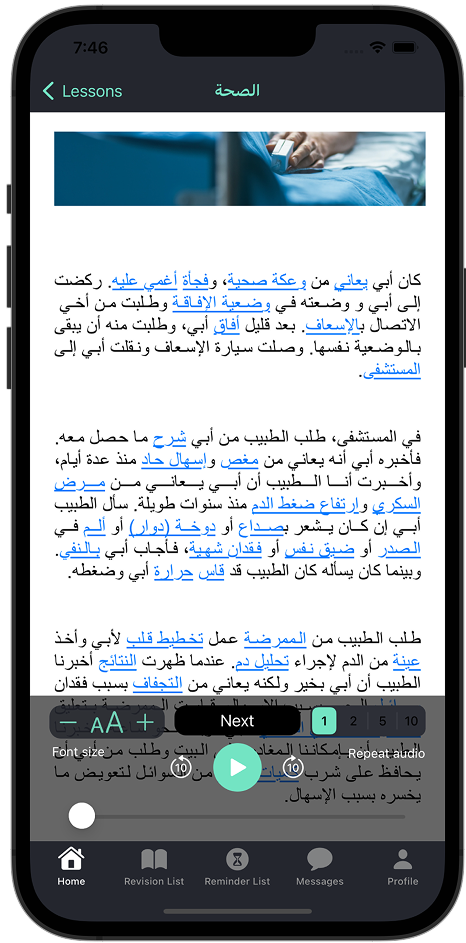 7:46
Lessons
الصحة
كان أبي يعاني من وعكة صحية، وفجأة أغمي عليه. ركضت
إلى أبي و وضعته في وضعية الإفاقة وطلبت من أخي
الاتصال بالإسعاف. بعد قليل أفاق أبي، وطلبت منه أن يبقى
بالوضعية نفسها. وصلت سيارة الإسعاف ونقلت أبي إلى
المستشفى.
في المستشفى، طلب الطبيب من أبي شرح ما حصل معه.
فأخبره أبي أنه يعاني من مغص وإسهال حاد منذ عدة أيام،
وأخبرت أنا الطبيب أن أبي يعاني من مرض
السكري وارتفاع ضغط الدم منذ سنوات طويلة. سأل الطبيب
أبي إن كان يشعر بصداع أو دوخة (دوار) أو ألم في
الصدر أو ضيق نفس أو فقدان شهية، فأجاب أبي بالنفي.
وبينما كان يسأله كان الطبيب قد قاس حرارة أبي وضغطه.
طلب الطبيب من الممرضة عمل تخطيط قلب لأبي وأخذ
عينة من الدم لإجراء تحليل دم. عندما ظهرت النتائج أخبرنا
الطبيب أن أبي بخير ولكنه يعاني من التجفاف بسبب فقدان
البيت وطلب من أبي أن
يحافظ على شرب من السوائل لتعويض ما
يخسره بسبب الإسهال.
− AA +
Next
1 2 5 10
Font size
Repeat audio
10
10
Home
Revision List
Reminder List
Messages
Profile